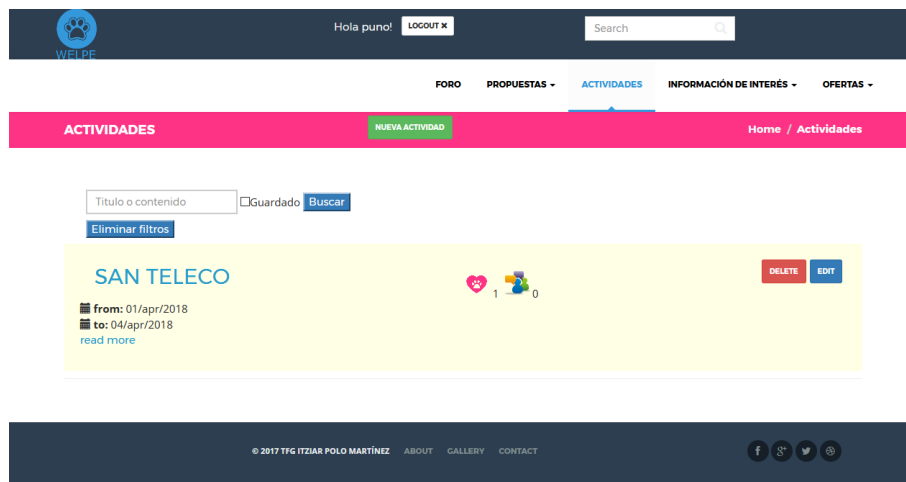 WELPE
Hola puno! LOGOUT ✖ Search
FORO PROPUESTAS ACTIVIDADES INFORMACIÓN DE INTERÉS OFERTAS
ACTIVIDADES NUEVA ACTIVIDAD Home / Actividades
Titulo o contenido Guardado Buscar
Eliminar filtros
SAN TELECO 1 0 DELETE EDIT
from: 01/apr/2018
to: 04/apr/2018
read more
© 2017 TFG ITZIAR POLO MARTÍNEZ ABOUT GALLERY CONTACT